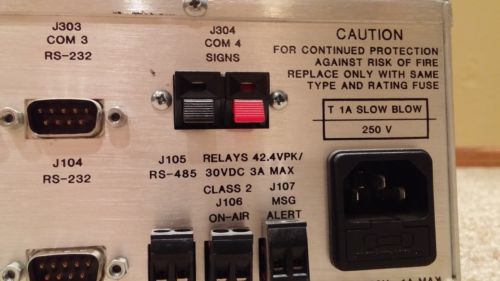 J303
COM 3
RS-232
J304
COM 4
SIGNS
CAUTION
FOR CONTINUED PROTECTION
AGAINST RISK OF FIRE
REPLACE ONLY WITH SAME
TYPE AND RATING FUSE
T 1A SLOW BLOW
250 V
J104
RS-232
J105
RS-485
RELAYS 42.4VPK/
30VDC 3A MAX
CLASS 2
J106
ON-AIR
J107
MSG
ALERT
1A MAX